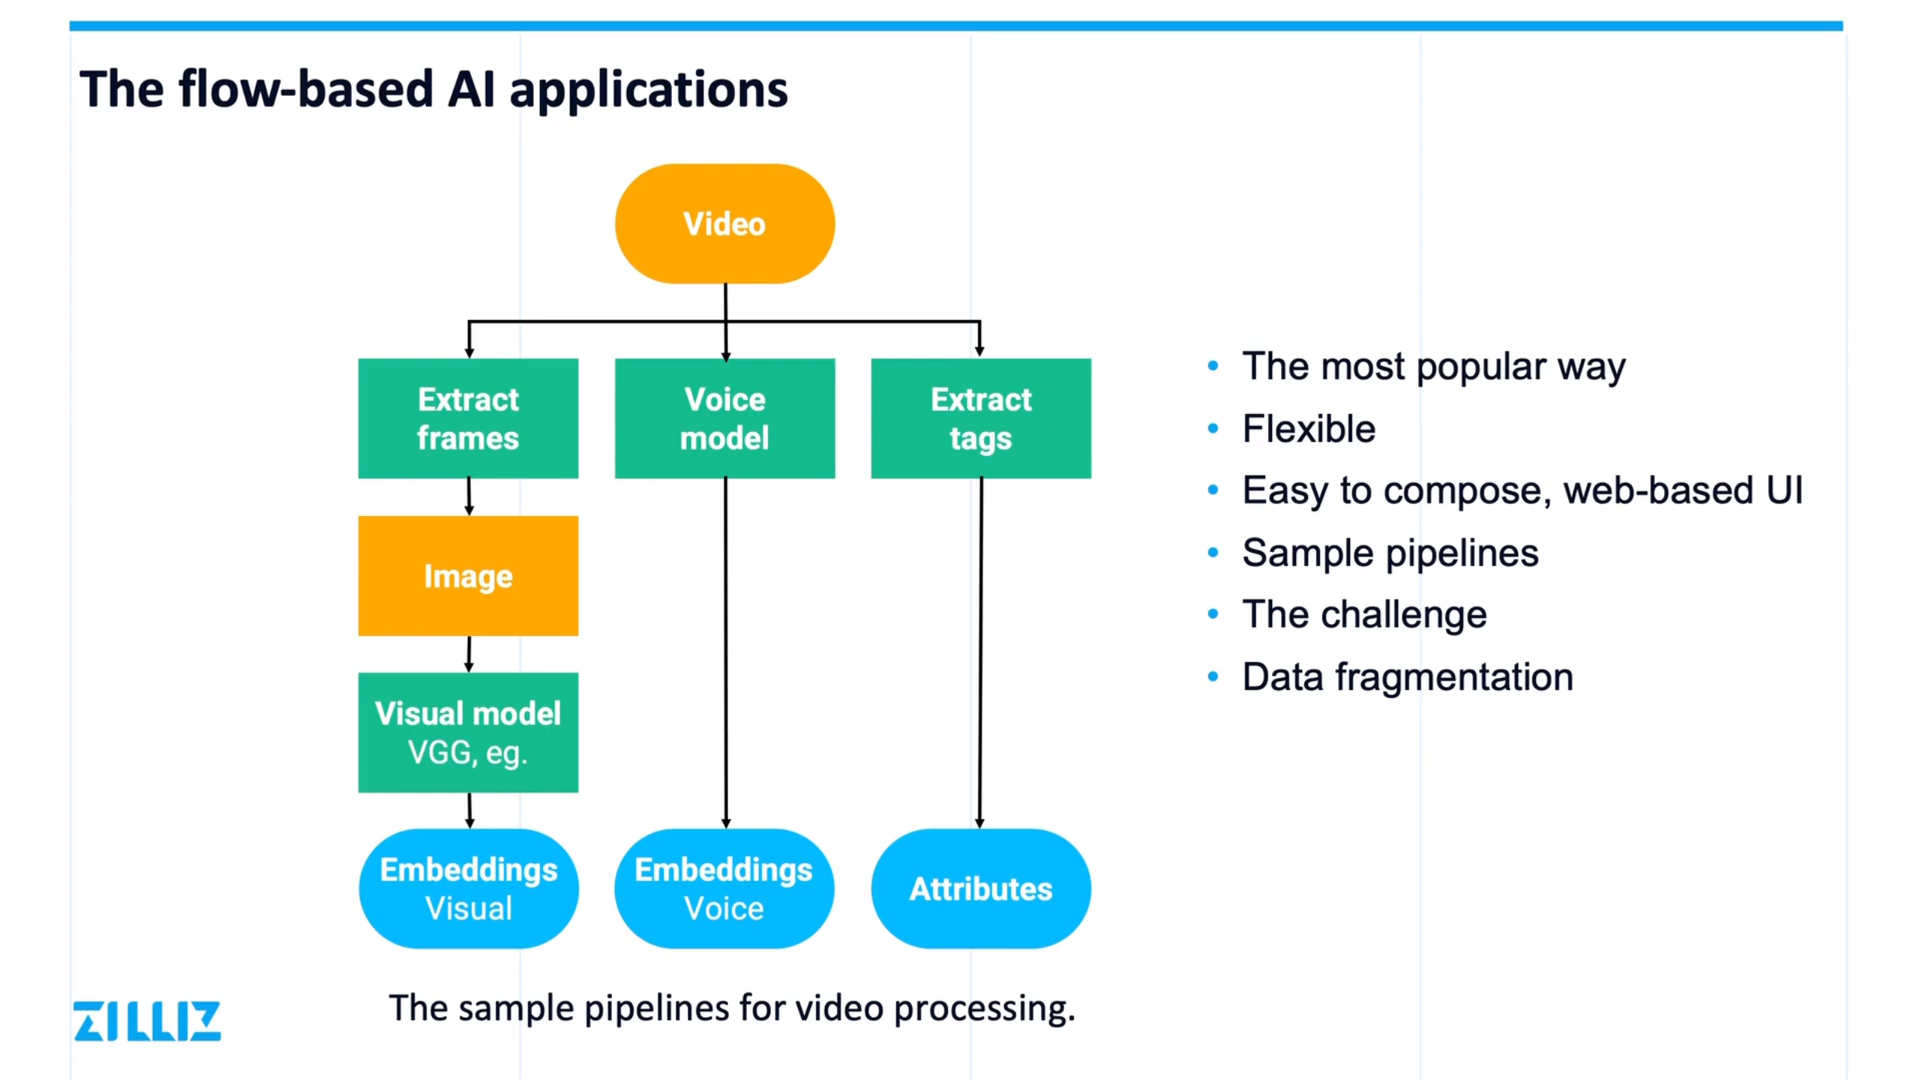 The flow-based AI applications
Video
Extract
frames
Voice
model
Extract
tags
Image
Visual model
VGG, eg.
Embeddings
Visual
Embeddings
Voice
Attributes
The sample pipelines for video processing.
• The most popular way
• Flexible
• Easy to compose, web-based UI
• Sample pipelines
• The challenge
• Data fragmentation
ZILLIZ